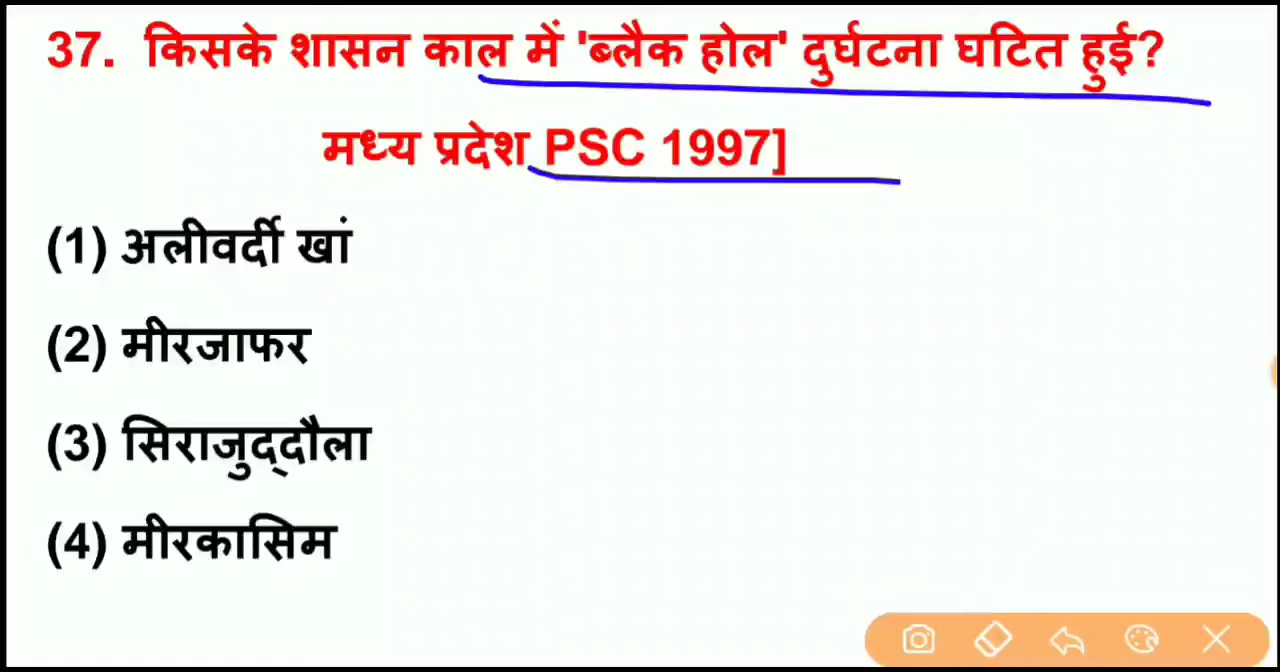 37. किसके शासन काल में 'ब्लैक होल' दुर्घटना घटित हुई?
मध्य प्रदेश PSC 1997]
(1) अलीवर्दी खां
(2) मीरजाफर
(3) सिराजुद्दौला
(4) मीरकासिम